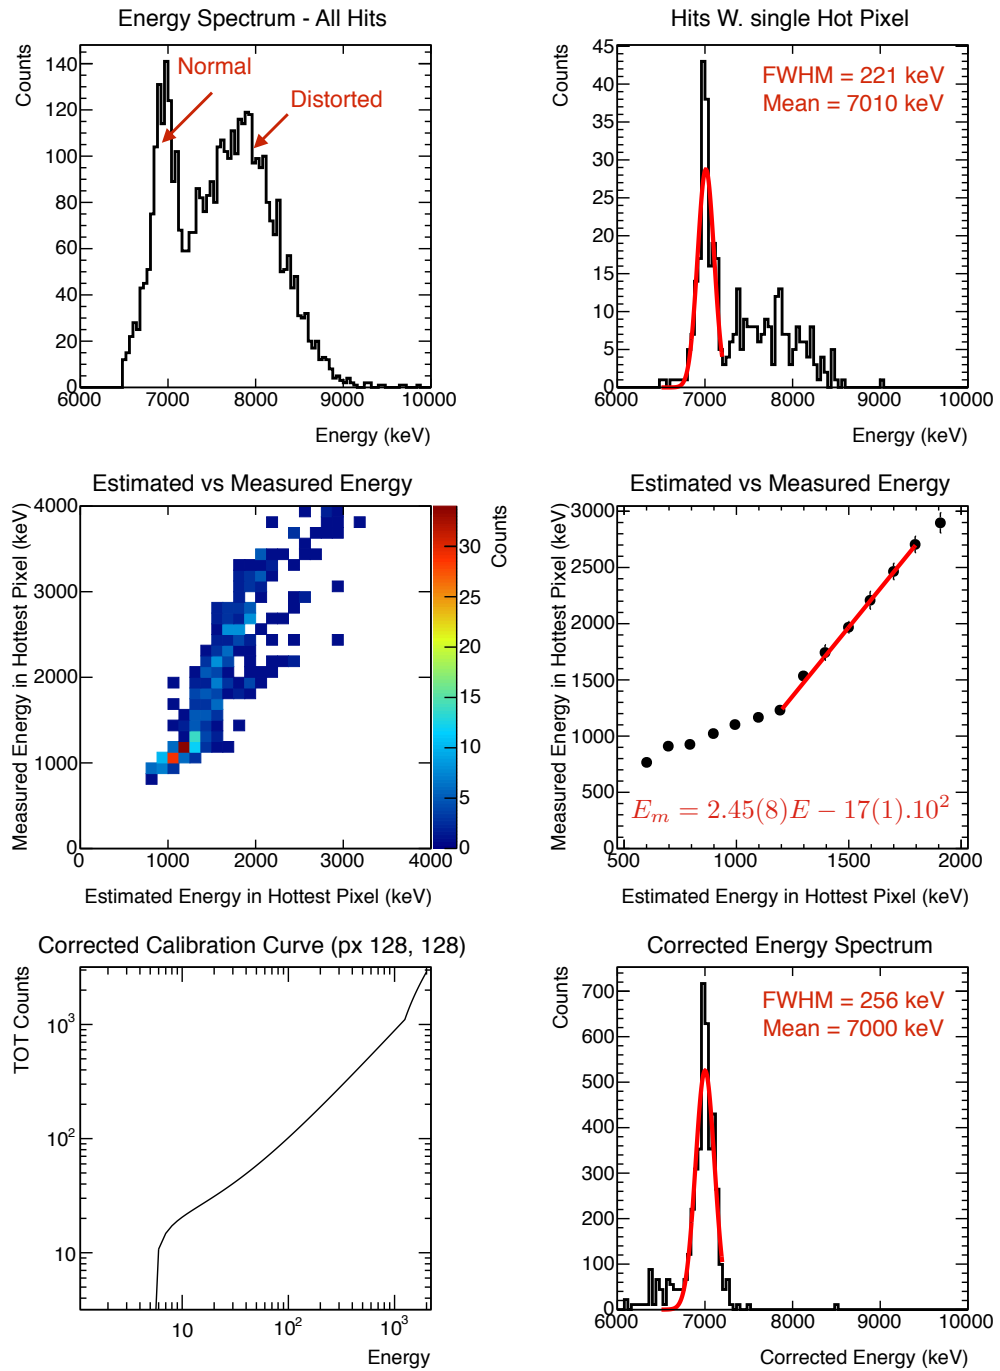 Energy Spectrum - All Hits
Counts
140
120
100
80
60
40
20
0
Normal
Distorted
6000 7000 8000 9000 10000
Energy (keV)
Hits W. single Hot Pixel
Counts
45
40
35
30
25
20
15
10
5
0
FWHM = 221 keV
Mean = 7010 keV
6000 7000 8000 9000 10000
Energy (keV)
Estimated vs Measured Energy
Measured Energy in Hottest Pixel (keV)
4000
3000
2000
1000
0
0 1000 2000 3000 4000
Estimated Energy in Hottest Pixel (keV)
Counts
30
25
20
15
10
5
0
Estimated vs Measured Energy
Measured Energy in Hottest Pixel (keV)
3000
2500
2000
1500
1000
500
0
E_m = 2.45(8)E − 17(1).10^2
500 1000 1500 2000
Estimated Energy in Hottest Pixel (keV)
Corrected Calibration Curve (px 128, 128)
TOT Counts
10^3
10^2
10
10 10^2 10^3
Energy
Corrected Energy Spectrum
Counts
700
600
500
400
300
200
100
0
FWHM = 256 keV
Mean = 7000 keV
6000 7000 8000 9000 10000
Corrected Energy (keV)